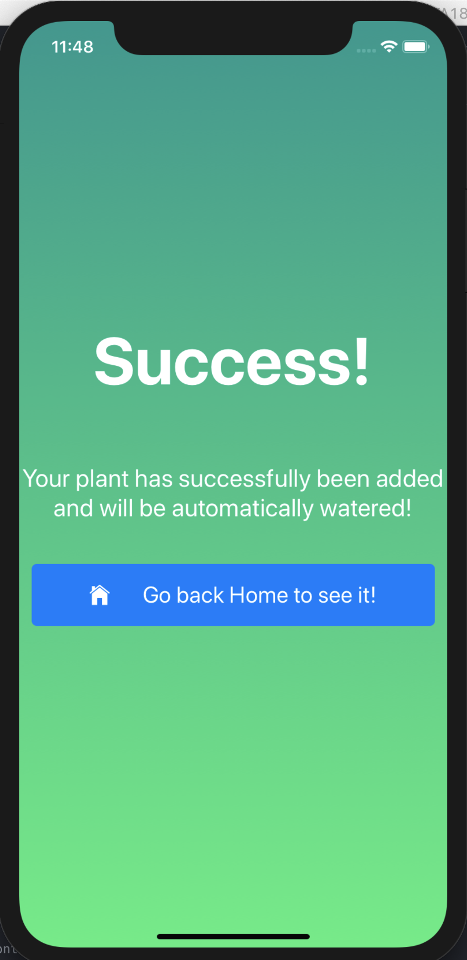 11:48
Success!
Your plant has successfully been added
and will be automatically watered!
Go back Home to see it!